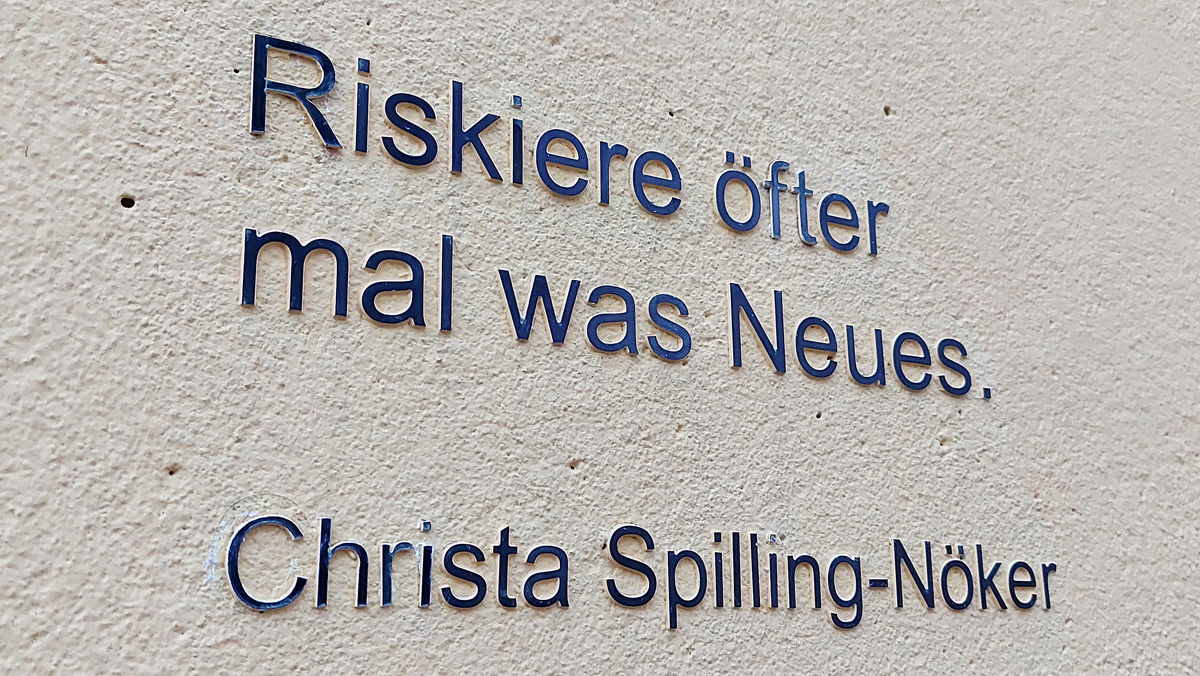 Riskiere öfter
mal was Neues.
Christa Spilling-Nöker